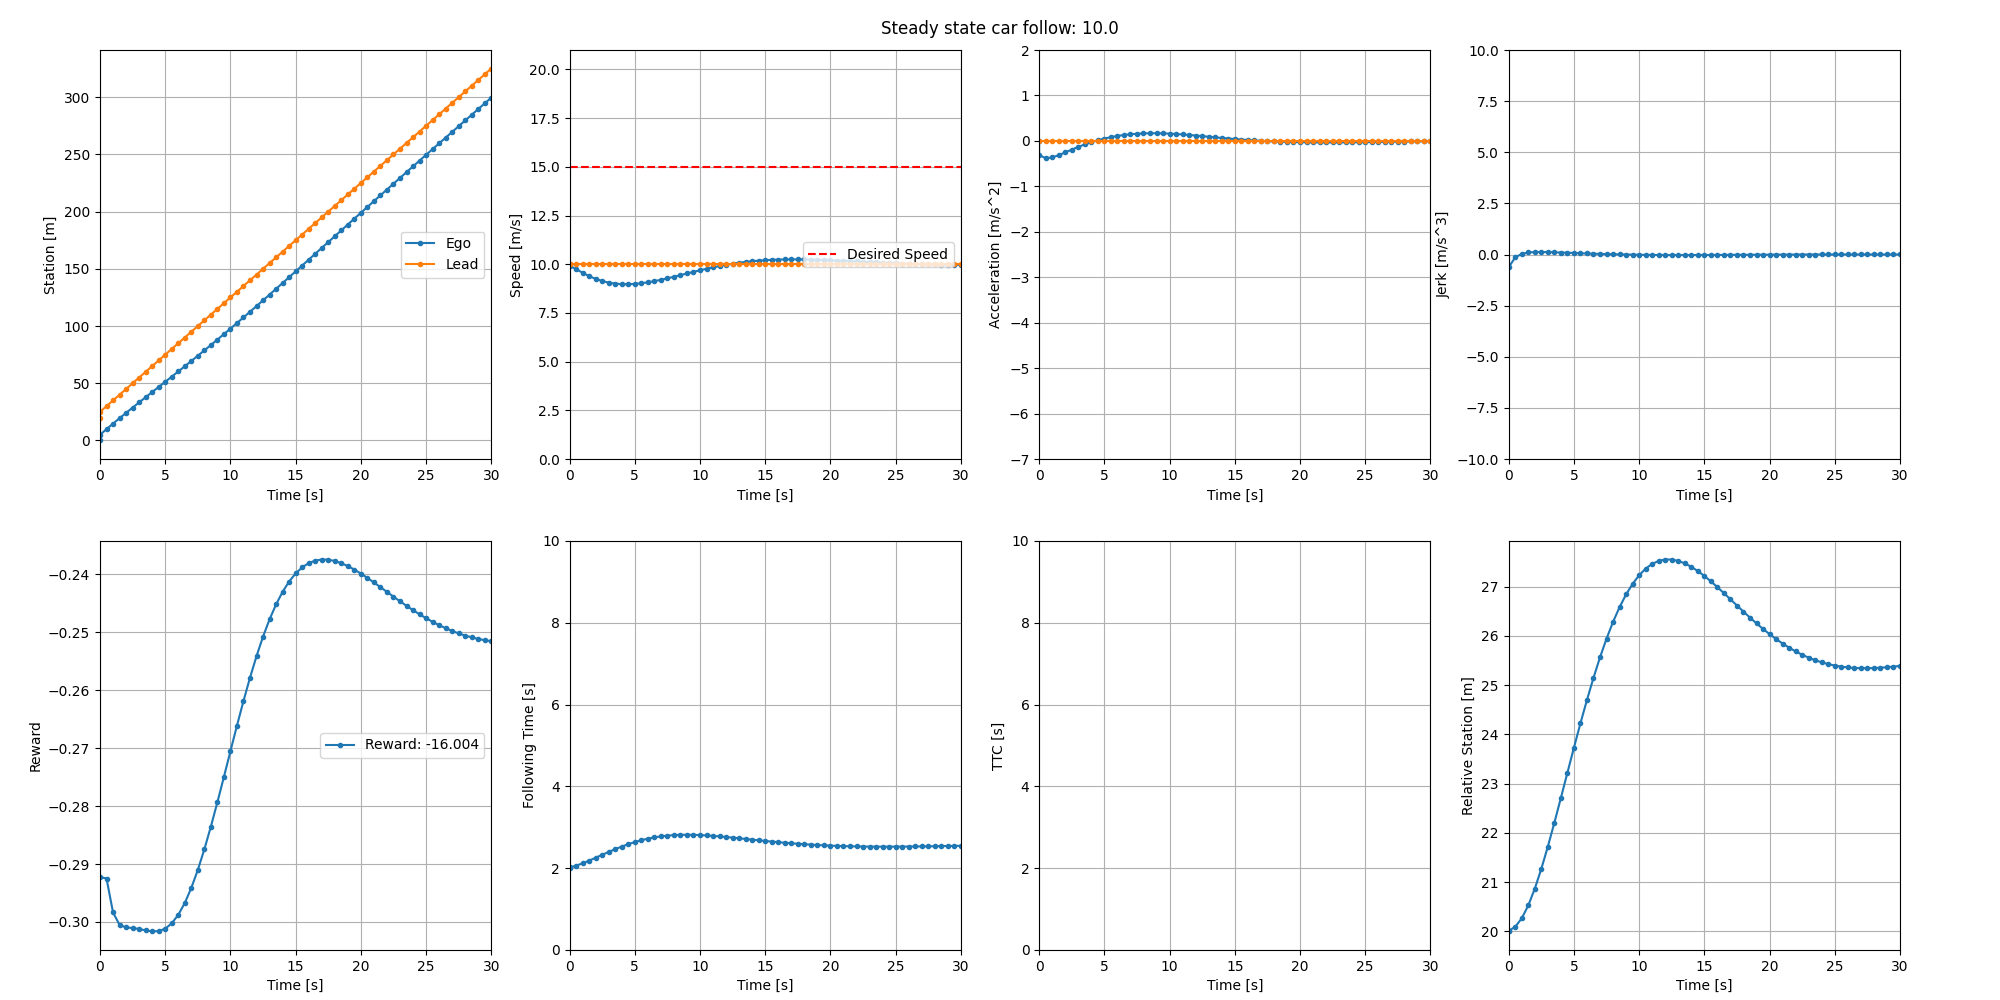 Steady state car follow: 10.0
Station [m]
300
250
200
150
100
50
0
Ego
Lead
0 5 10 15 20 25 30
Time [s]
Speed [m/s]
20.0
17.5
15.0
12.5
10.0
7.5
5.0
2.5
0.0
Desired Speed
0 5 10 15 20 25 30
Time [s]
Acceleration [m/s^2]
2
1
0
−1
−2
−3
−4
−5
−6
−7
0 5 10 15 20 25 30
Time [s]
Jerk [m/s^3]
10.0
7.5
5.0
2.5
0.0
−2.5
−5.0
−7.5
−10.0
0 5 10 15 20 25 30
Time [s]
Reward
−0.24
−0.25
−0.26
−0.27
−0.28
−0.29
−0.30
Reward: -16.004
0 5 10 15 20 25 30
Time [s]
Following Time [s]
10
8
6
4
2
0
0 5 10 15 20 25 30
Time [s]
TTC [s]
10
8
6
4
2
0
0 5 10 15 20 25 30
Time [s]
Relative Station [m]
27
26
25
24
23
22
21
20
0 5 10 15 20 25 30
Time [s]